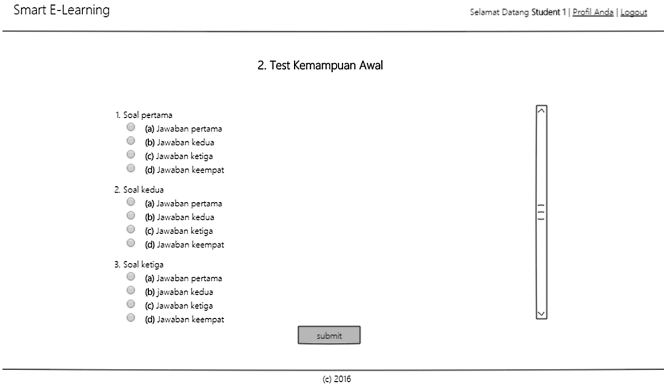 Smart E-Learning
Selamat Datang Student 1 | Profil Anda | Logout
2. Test Kemampuan Awal
1. Soal pertama
(a) Jawaban pertama
(b) Jawaban kedua
(c) Jawaban ketiga
(d) Jawaban keempat
2. Soal kedua
(a) Jawaban pertama
(b) Jawaban kedua
(c) Jawaban ketiga
(d) Jawaban keempat
3. Soal ketiga
(a) Jawaban pertama
(b) jawaban kedua
(c) Jawaban ketiga
(d) Jawaban keempat
submit
(c) 2016